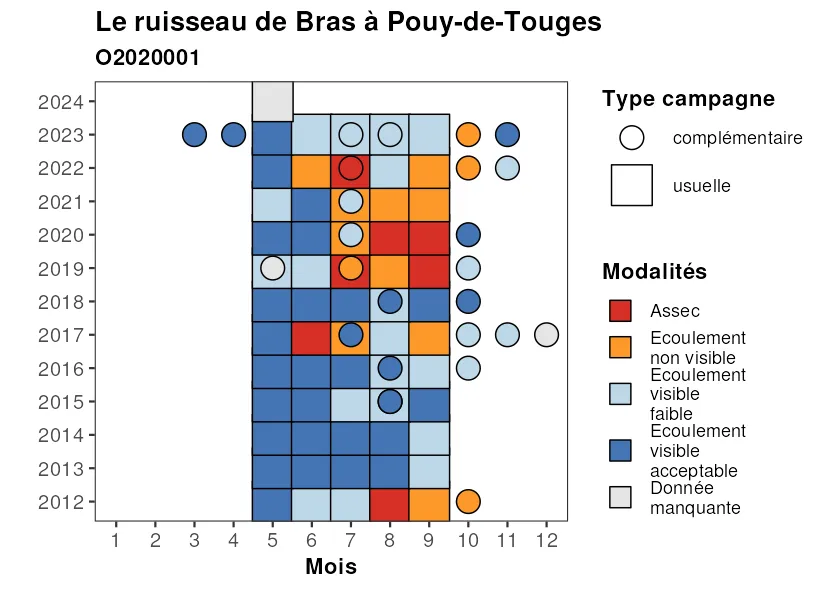 Le ruisseau de Bras à Pouy-de-Touges
O2020001
2024
2023
2022
2021
2020
2019
2018
2017
2016
2015
2014
2013
2012
1 2 3 4 5 6 7 8 9 10 11 12
Mois
Type campagne
complémentaire
usuelle
Modalités
Assec
Ecoulement
non visible
Ecoulement
visible
faible
Ecoulement
visible
acceptable
Donnée
manquante